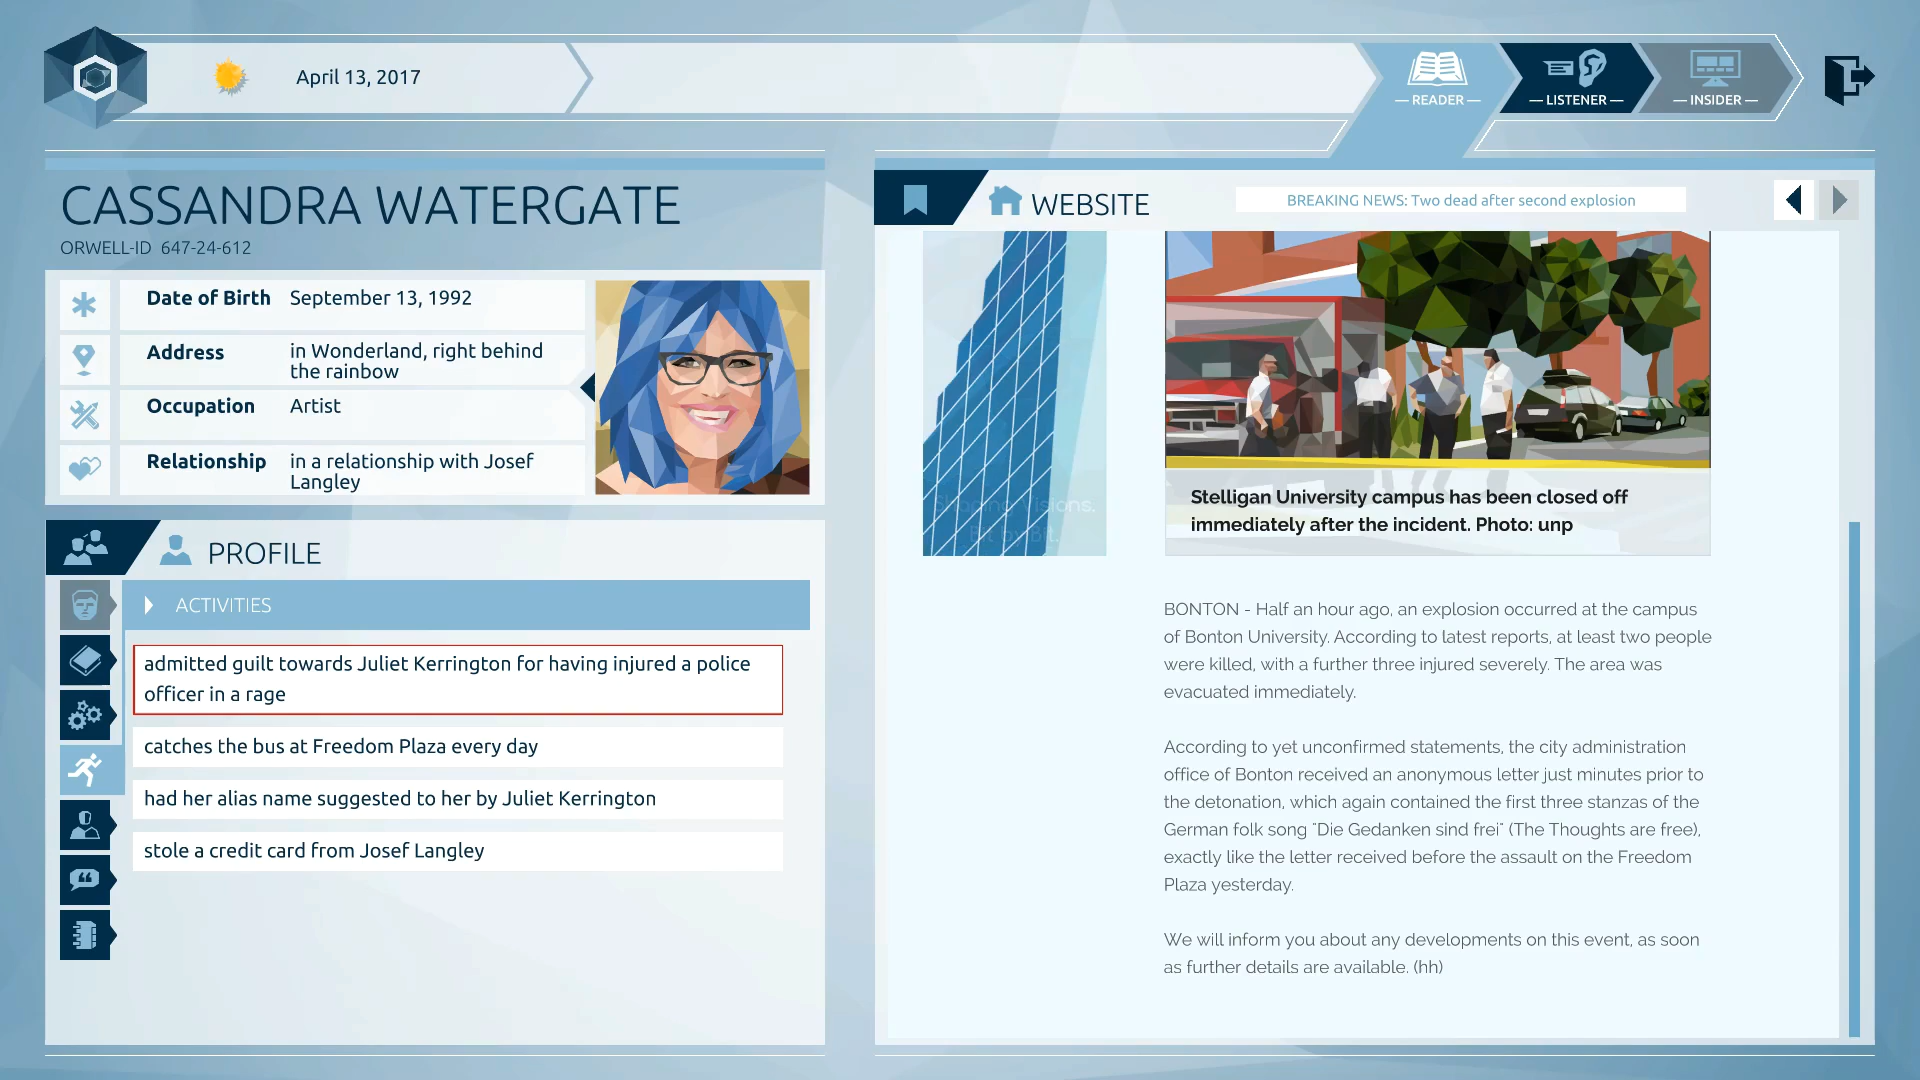 April 13, 2017
— READER —
— LISTENER —
— INSIDER —
CASSANDRA WATERGATE
ORWELL-ID 647-24-612
Date of Birth September 13, 1992
Address in Wonderland, right behind
the rainbow
Occupation Artist
Relationship in a relationship with Josef
Langley
PROFILE
ACTIVITIES
admitted guilt towards Juliet Kerrington for having injured a police
officer in a rage
catches the bus at Freedom Plaza every day
had her alias name suggested to her by Juliet Kerrington
stole a credit card from Josef Langley
WEBSITE
BREAKING NEWS: Two dead after second explosion
Shaping Visions.
Bit by Bit.
Stelligan University campus has been closed off
immediately after the incident. Photo: unp
BONTON - Half an hour ago, an explosion occurred at the campus
of Bonton University. According to latest reports, at least two people
were killed, with a further three injured severely. The area was
evacuated immediately.
According to yet unconfirmed statements, the city administration
office of Bonton received an anonymous letter just minutes prior to
the detonation, which again contained the first three stanzas of the
German folk song "Die Gedanken sind frei" (The Thoughts are free),
exactly like the letter received before the assault on the Freedom
Plaza yesterday.
We will inform you about any developments on this event, as soon
as further details are available. (hh)